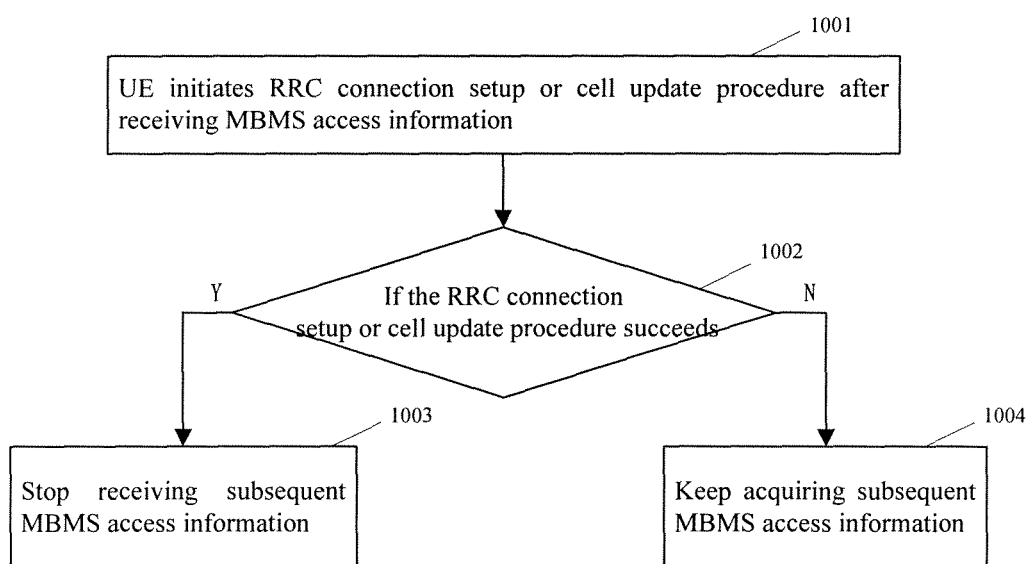 1001
UE initiates RRC connection setup or cell update procedure after
receiving MBMS access information
1002
Y
N
If the RRC connection
setup or cell update procedure succeeds
1003
1004
Stop receiving subsequent
MBMS access information
Keep acquiring subsequent
MBMS access information